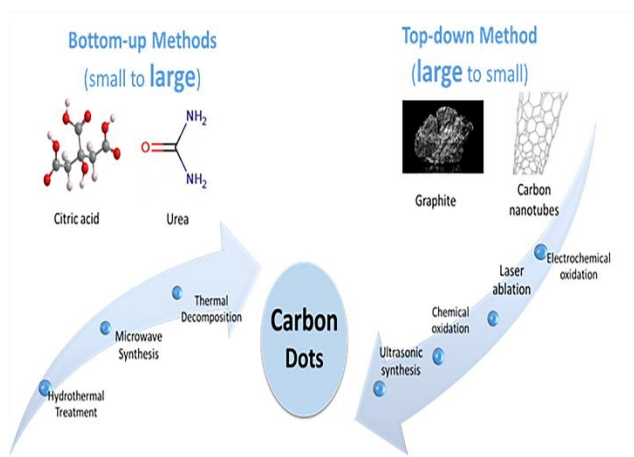 Bottom-up Methods
(small to large)
Top-down Method
(large to small)
NH₂
O
NH₂
Citric acid
Urea
Graphite
Carbon
nanotubes
Electrochemical
oxidation
Laser
ablation
Chemical
oxidation
Ultrasonic
synthesis
Thermal
Decomposition
Microwave
Synthesis
Hydrothermal
Treatment
Carbon
Dots